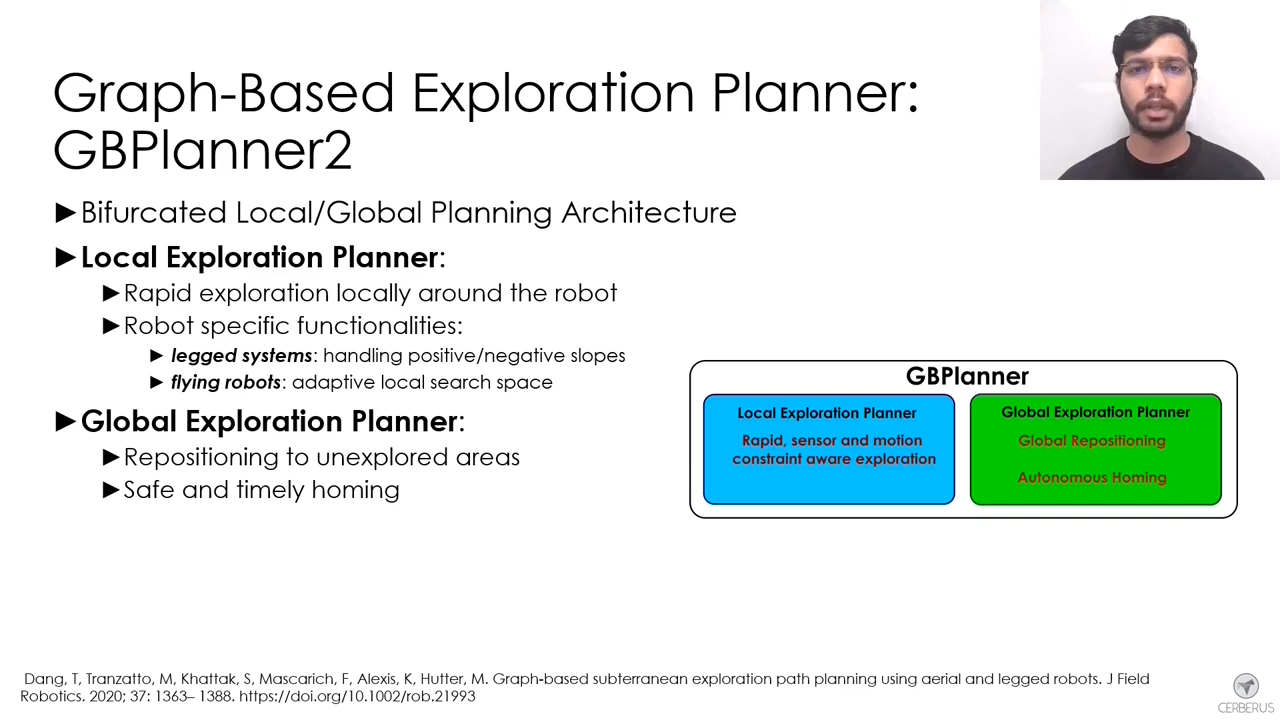 Graph-Based Exploration Planner:
GBPlanner2
►Bifurcated Local/Global Planning Architecture
►Local Exploration Planner:
►Rapid exploration locally around the robot
►Robot specific functionalities:
► legged systems: handling positive/negative slopes
► flying robots: adaptive local search space
►Global Exploration Planner:
►Repositioning to unexplored areas
►Safe and timely homing
GBPlanner
Local Exploration Planner
Rapid, sensor and motion
constraint aware exploration
Global Exploration Planner
Global Repositioning
Autonomous Homing
Dang, T, Tranzatto, M, Khattak, S, Mascarich, F, Alexis, K, Hutter, M. Graph-based subterranean exploration path planning using aerial and legged robots. J Field
Robotics. 2020; 37: 1363– 1388. https://doi.org/10.1002/rob.21993
CERBERUS